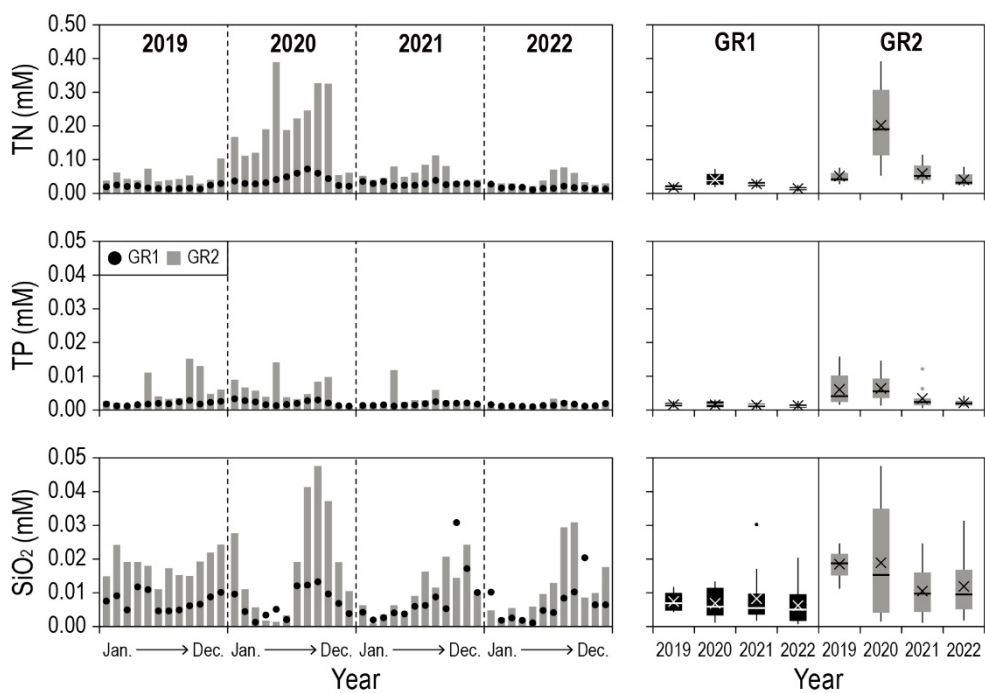 2019 2020 2021 2022 GR1 GR2
TN (mM)
0.50
0.40
0.30
0.20
0.10
0.00
TP (mM)
0.05
0.04
0.03
0.02
0.01
0.00
GR1 GR2
SiO₂ (mM)
0.05
0.04
0.03
0.02
0.01
0.00
Jan. Dec. Jan. Dec. Jan. Dec. Jan. Dec. 2019 2020 2021 2022 2019 2020 2021 2022
Year Year